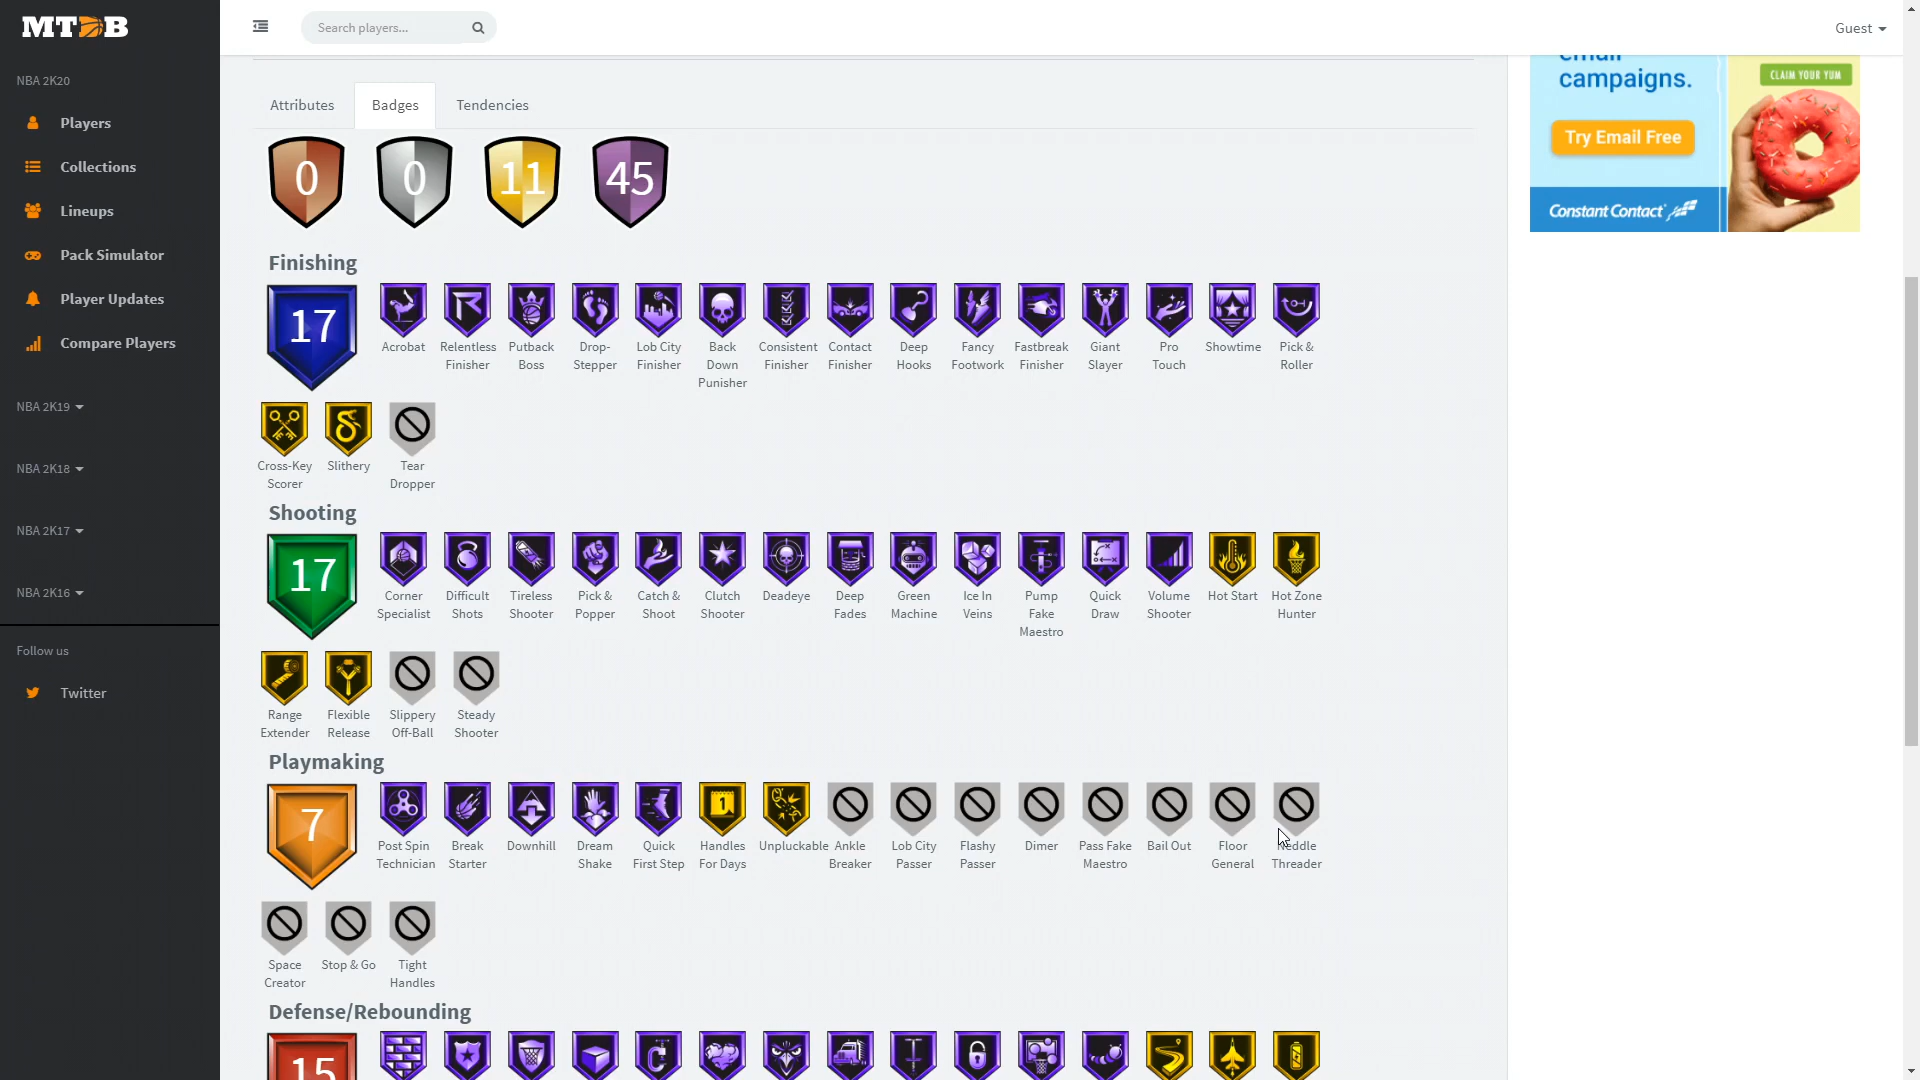 MTDB
Search players...
Guest
NBA 2K20
Players
Collections
Lineups
Pack Simulator
Player Updates
Compare Players
NBA 2K19
NBA 2K18
NBA 2K17
NBA 2K16
Follow us
Twitter
Attributes
Badges
Tendencies
0
0
11
45
Finishing
17
Acrobat
Relentless
Finisher
Putback
Boss
Drop-
Stepper
Lob City
Finisher
Back
Down
Punisher
Consistent
Finisher
Contact
Finisher
Deep
Hooks
Fancy
Footwork
Fastbreak
Finisher
Giant
Slayer
Pro
Touch
Showtime
Pick &
Roller
Cross-Key
Scorer
Slithery
Tear
Dropper
Shooting
17
Corner
Specialist
Difficult
Shots
Tireless
Shooter
Pick &
Popper
Catch &
Shoot
Clutch
Shooter
Deadeye
Deep
Fades
Green
Machine
Ice In
Veins
Pump
Fake
Maestro
Quick
Draw
Volume
Shooter
Hot Start
Hot Zone
Hunter
Range
Extender
Flexible
Release
Slippery
Off-Ball
Steady
Shooter
Playmaking
7
Post Spin
Technician
Break
Starter
Downhill
Dream
Shake
Quick
First Step
1
Handles
For Days
Unpluckable
Ankle
Breaker
Lob City
Passer
Flashy
Passer
Dimer
Pass Fake
Maestro
Bail Out
Floor
General
Threader
Space
Creator
Stop & Go
Tight
Handles
Defense/Rebounding
15
email
campaigns.
Try Email Free
Constant Contact
CLAIM YOUR YUM